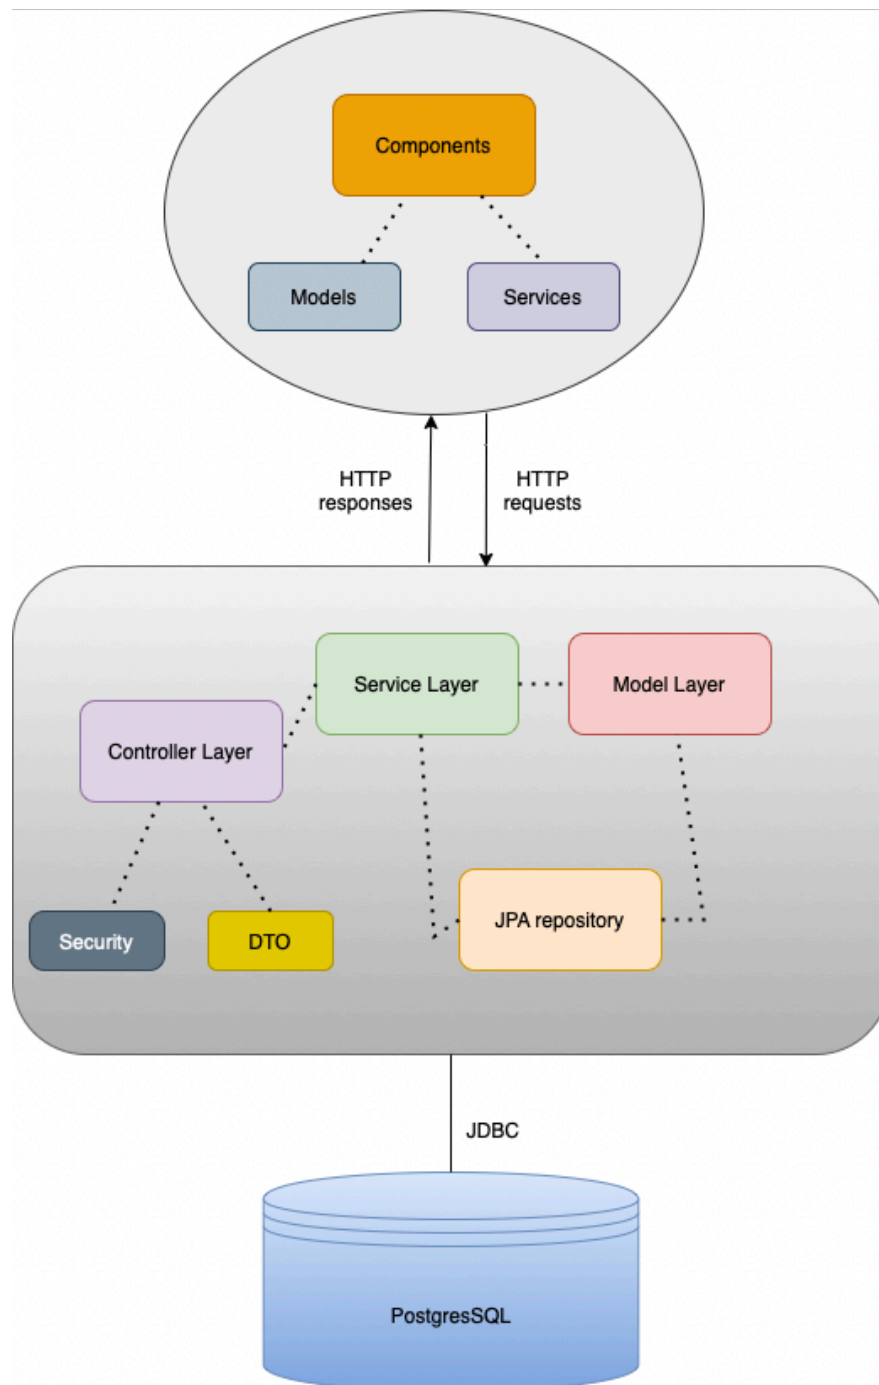 Components
Models
Services
HTTP
responses
HTTP
requests
Service Layer
Model Layer
Controller Layer
JPA repository
Security
DTO
JDBC
PostgresSQL